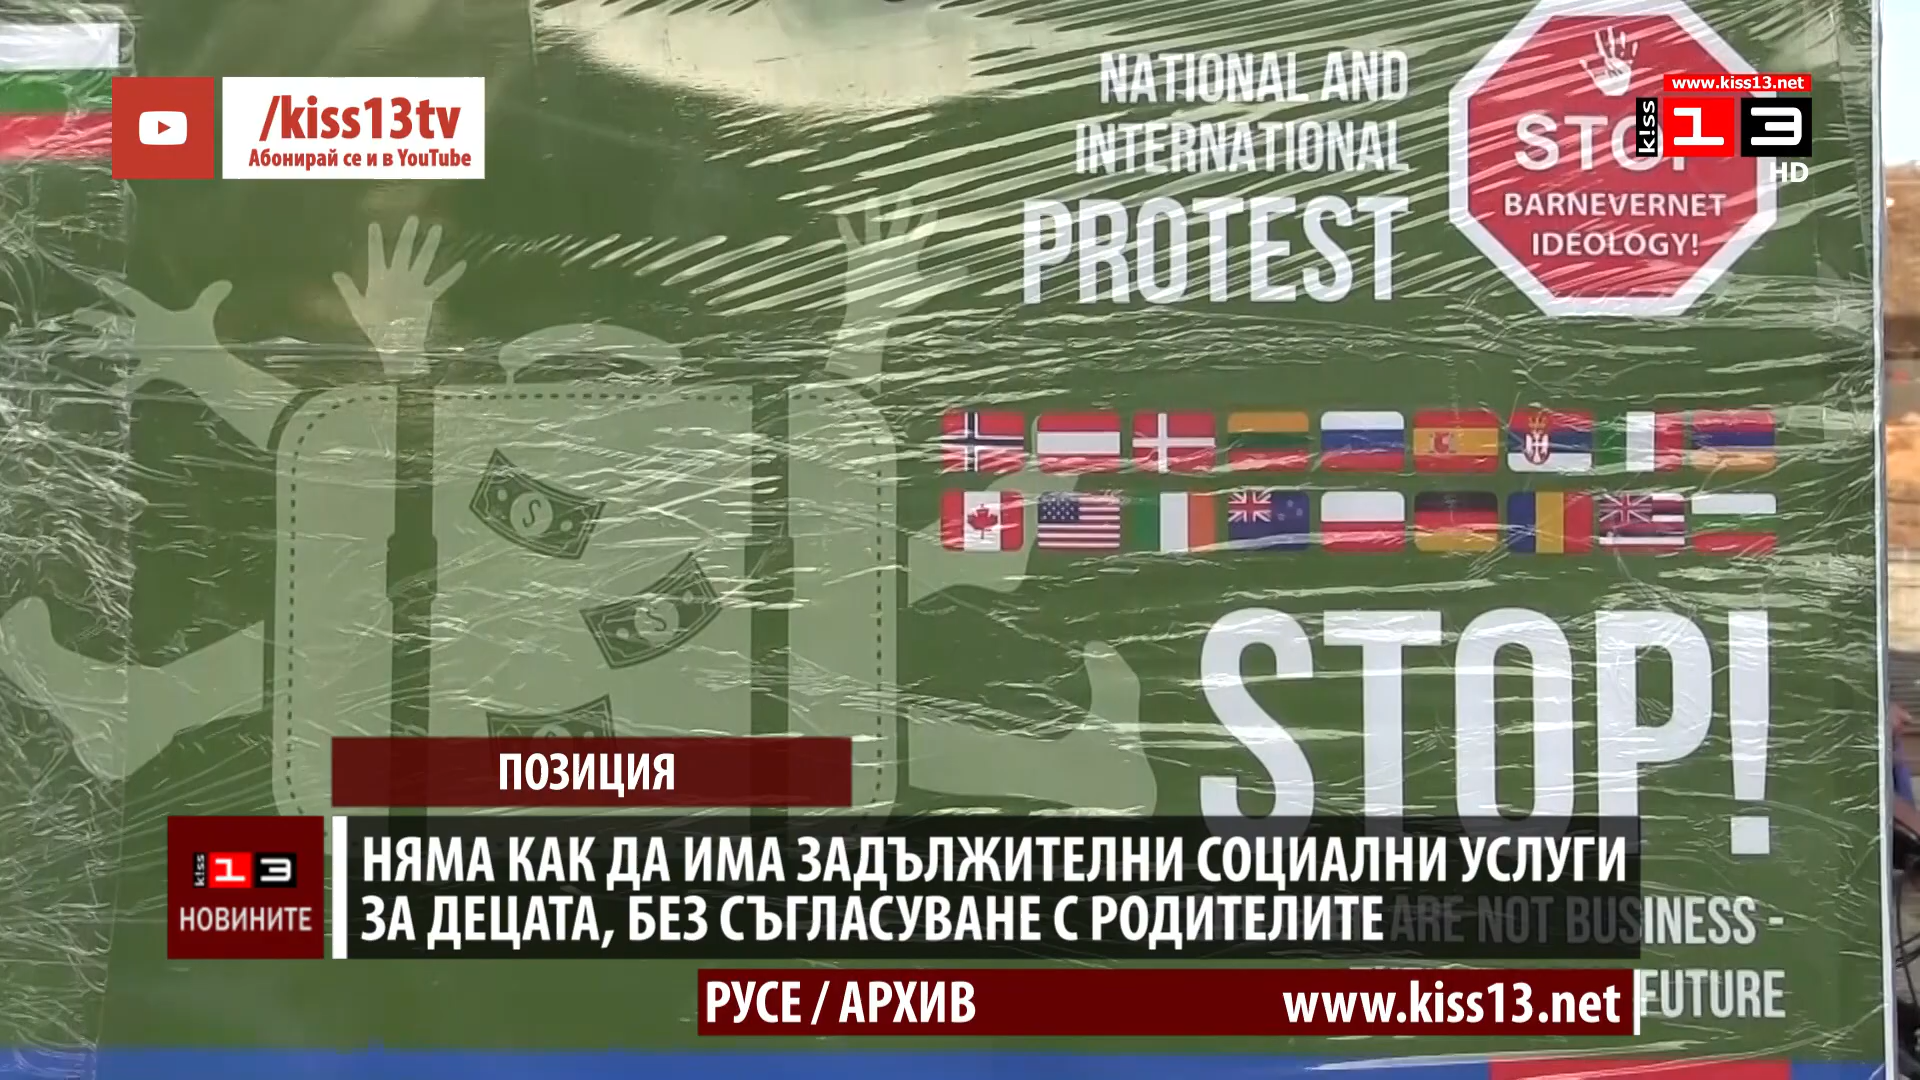 /kiss13tv
Абонирай се и в YouTube
NATIONAL AND
INTERNATIONAL
PROTEST
STOP
BARNEVERNET
IDEOLOGY!
www.kiss13.net
kiss 13
HD
STOP!
ПОЗИЦИЯ
kiss 13
НОВИНИТЕ
НЯМА КАК ДА ИМА ЗАДЪЛЖИТЕЛНИ СОЦИАЛНИ УСЛУГИ
ЗА ДЕЦАТА, БЕЗ СЪГЛАСУВАНЕ С РОДИТЕЛИТЕ
ARE NOT BUSINESS -
FUTURE
РУСЕ / АРХИВ
www.kiss13.net